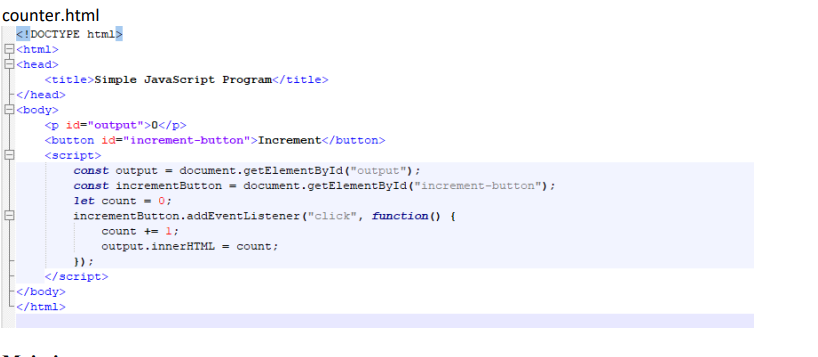 counter.html
<!DOCTYPE html>
<html>
<head>
<title>Simple JavaScript Program</title>
</head>
<body>
<p id="output">0</p>
<button id="increment-button">Increment</button>
<script>
const output = document.getElementById("output");
const incrementButton = document.getElementById("increment-button");
let count = 0;
incrementButton.addEventListener("click", function() {
count += 1;
output.innerHTML = count;
});
</script>
</body>
</html>